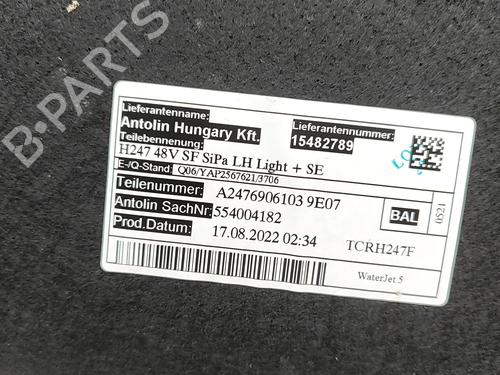 B-PARTS
Lieferantenname:
Antolin Hungary Kft.
Lieferantennummer:
15482789
Teilebenennung:
H247 48V SF SiPa LH Light + SE
E-/Q-Stand: Q06/YAP2567621/3706
Teilenummer: A2476906103 9E07
Antolin SachNr: 554004182
BAL
0521
Prod.Datum: 17.08.2022 02:34
TCRH247F
WaterJet 5